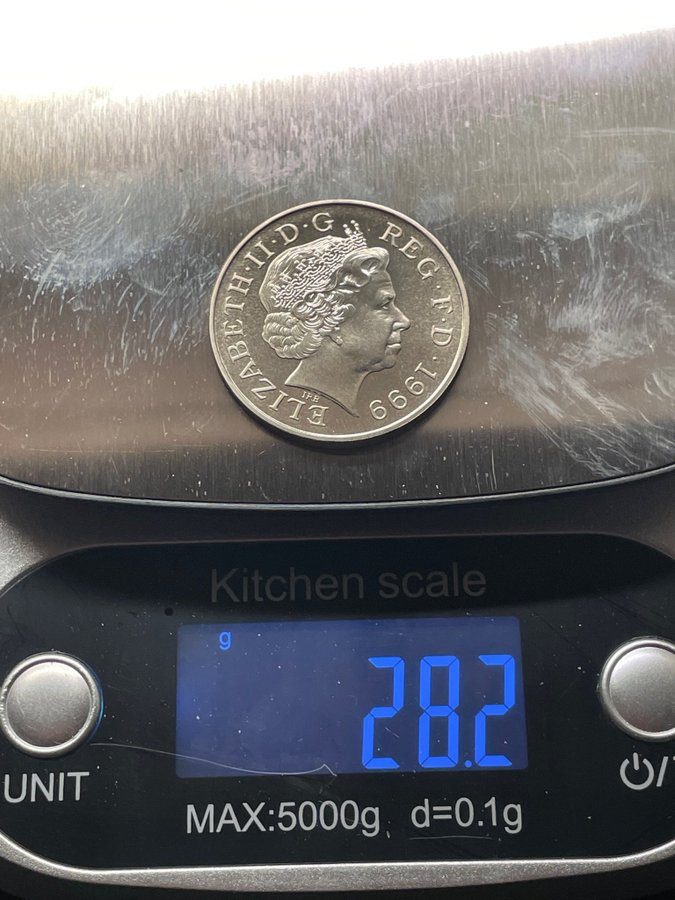 ELIZABETH·II·D·G REG·F·D·1999
IRB
Kitchen scale
g
28.2
UNIT
MAX:5000g d=0.1g